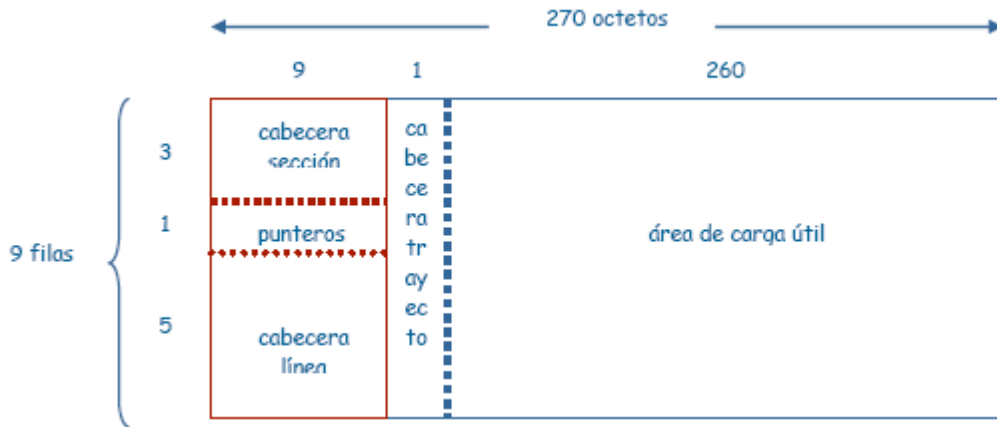 270 octetos
9 1 260
3
1
5
9 filas
cabecera
sección
punteros
cabecera
línea
ca
be
ce
ra
tr
ay
ec
to
área de carga útil